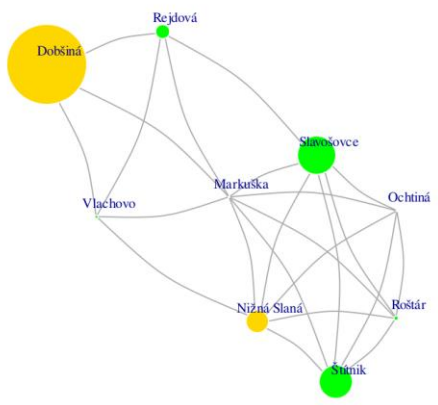 Rejdová
Dobšiná
Slavošovce
Markuška
Ochtiná
Vlachovo
Nižná Slaná
Roštár
Štítnik